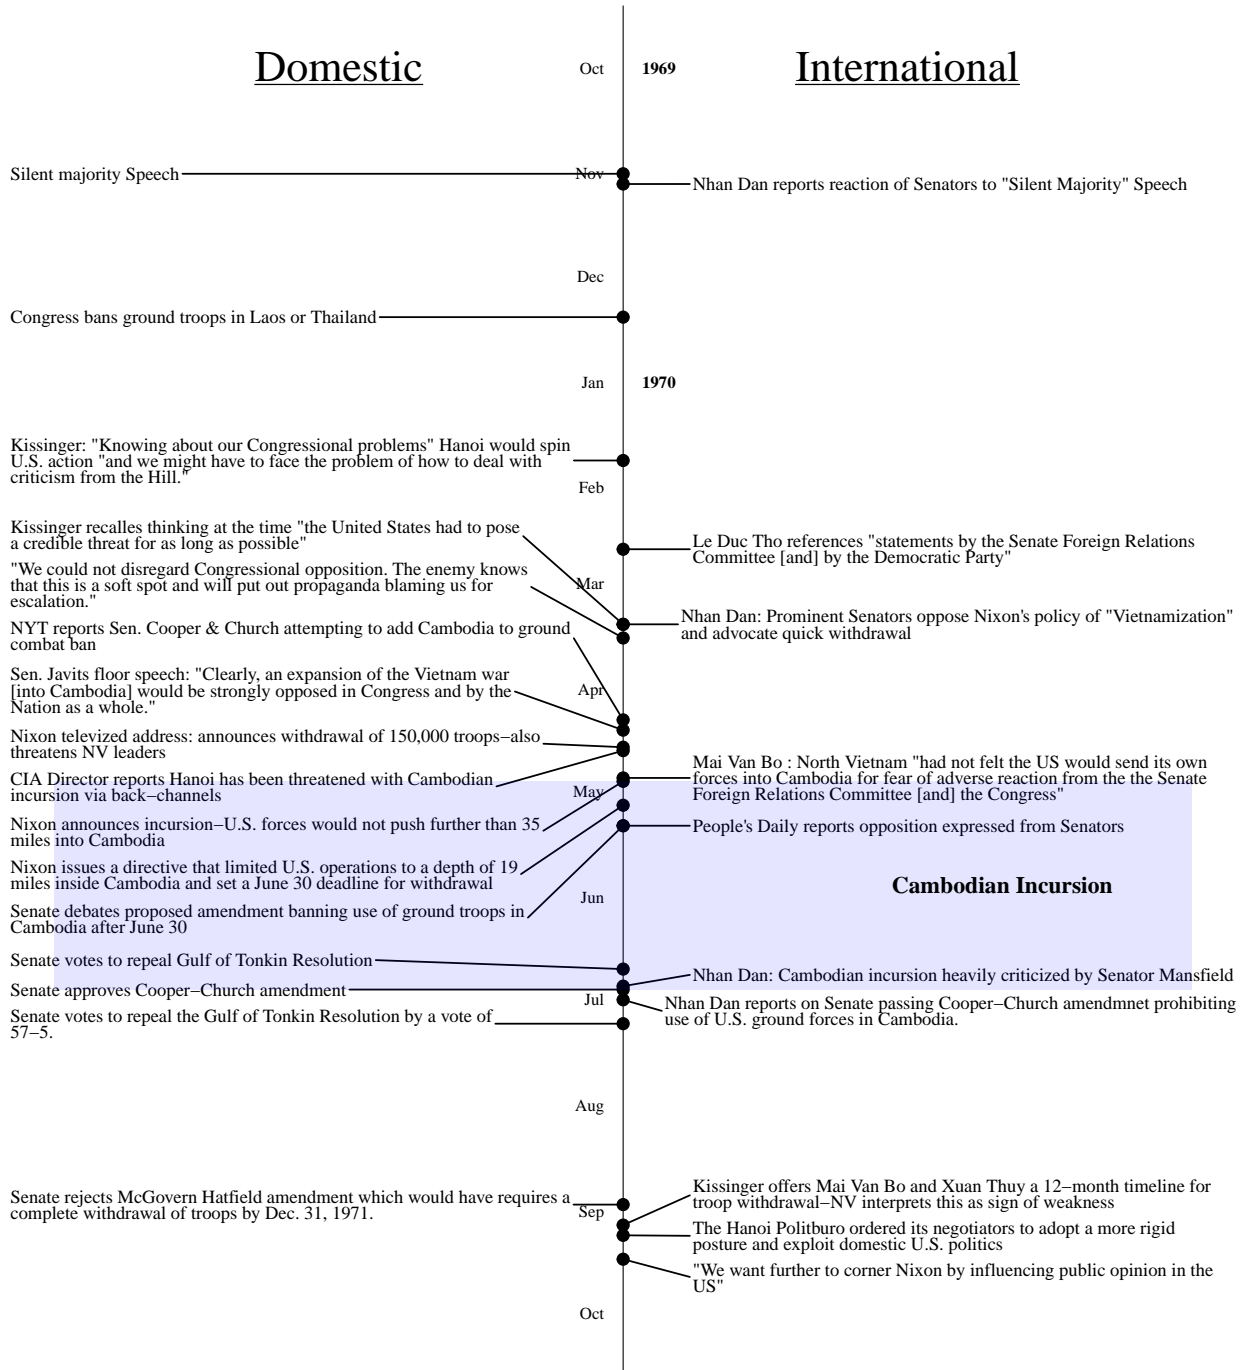 Domestic
Oct 1969
International
Silent majority Speech
Nov
Nhan Dan reports reaction of Senators to "Silent Majority" Speech
Dec
Congress bans ground troops in Laos or Thailand
Jan 1970
Kissinger: "Knowing about our Congressional problems" Hanoi would spin
U.S. action "and we might have to face the problem of how to deal with
criticism from the Hill."
Feb
Kissinger recalles thinking at the time "the United States had to pose
a credible threat for as long as possible"
Le Duc Tho references "statements by the Senate Foreign Relations
Committee [and] by the Democratic Party"
"We could not disregard Congressional opposition. The enemy knows
that this is a soft spot and will put out propaganda blaming us for
escalation."
Mar
Nhan Dan: Prominent Senators oppose Nixon's policy of "Vietnamization"
and advocate quick withdrawal
NYT reports Sen. Cooper & Church attempting to add Cambodia to ground
combat ban
Sen. Javits floor speech: "Clearly, an expansion of the Vietnam war
[into Cambodia] would be strongly opposed in Congress and by the
Nation as a whole."
Apr
Nixon televized address: announces withdrawal of 150,000 troops−also
threatens NV leaders
Mai Van Bo : North Vietnam "had not felt the US would send its own
forces into Cambodia for fear of adverse reaction from the the Senate
Foreign Relations Committee [and] the Congress"
CIA Director reports Hanoi has been threatened with Cambodian
incursion via back−channels
May
Nixon announces incursion−U.S. forces would not push further than 35
miles into Cambodia
People's Daily reports opposition expressed from Senators
Nixon issues a directive that limited U.S. operations to a depth of 19
miles inside Cambodia and set a June 30 deadline for withdrawal
Cambodian Incursion
Jun
Senate debates proposed amendment banning use of ground troops in
Cambodia after June 30
Senate votes to repeal Gulf of Tonkin Resolution
Nhan Dan: Cambodian incursion heavily criticized by Senator Mansfield
Senate approves Cooper−Church amendment
Jul
Nhan Dan reports on Senate passing Cooper−Church amendmnet prohibiting
use of U.S. ground forces in Cambodia.
Senate votes to repeal the Gulf of Tonkin Resolution by a vote of
57−5.
Aug
Senate rejects McGovern Hatfield amendment which would have requires a
complete withdrawal of troops by Dec. 31, 1971.
Sep
Kissinger offers Mai Van Bo and Xuan Thuy a 12−month timeline for
troop withdrawal−NV interprets this as sign of weakness
The Hanoi Politburo ordered its negotiators to adopt a more rigid
posture and exploit domestic U.S. politics
"We want further to corner Nixon by influencing public opinion in the
US"
Oct